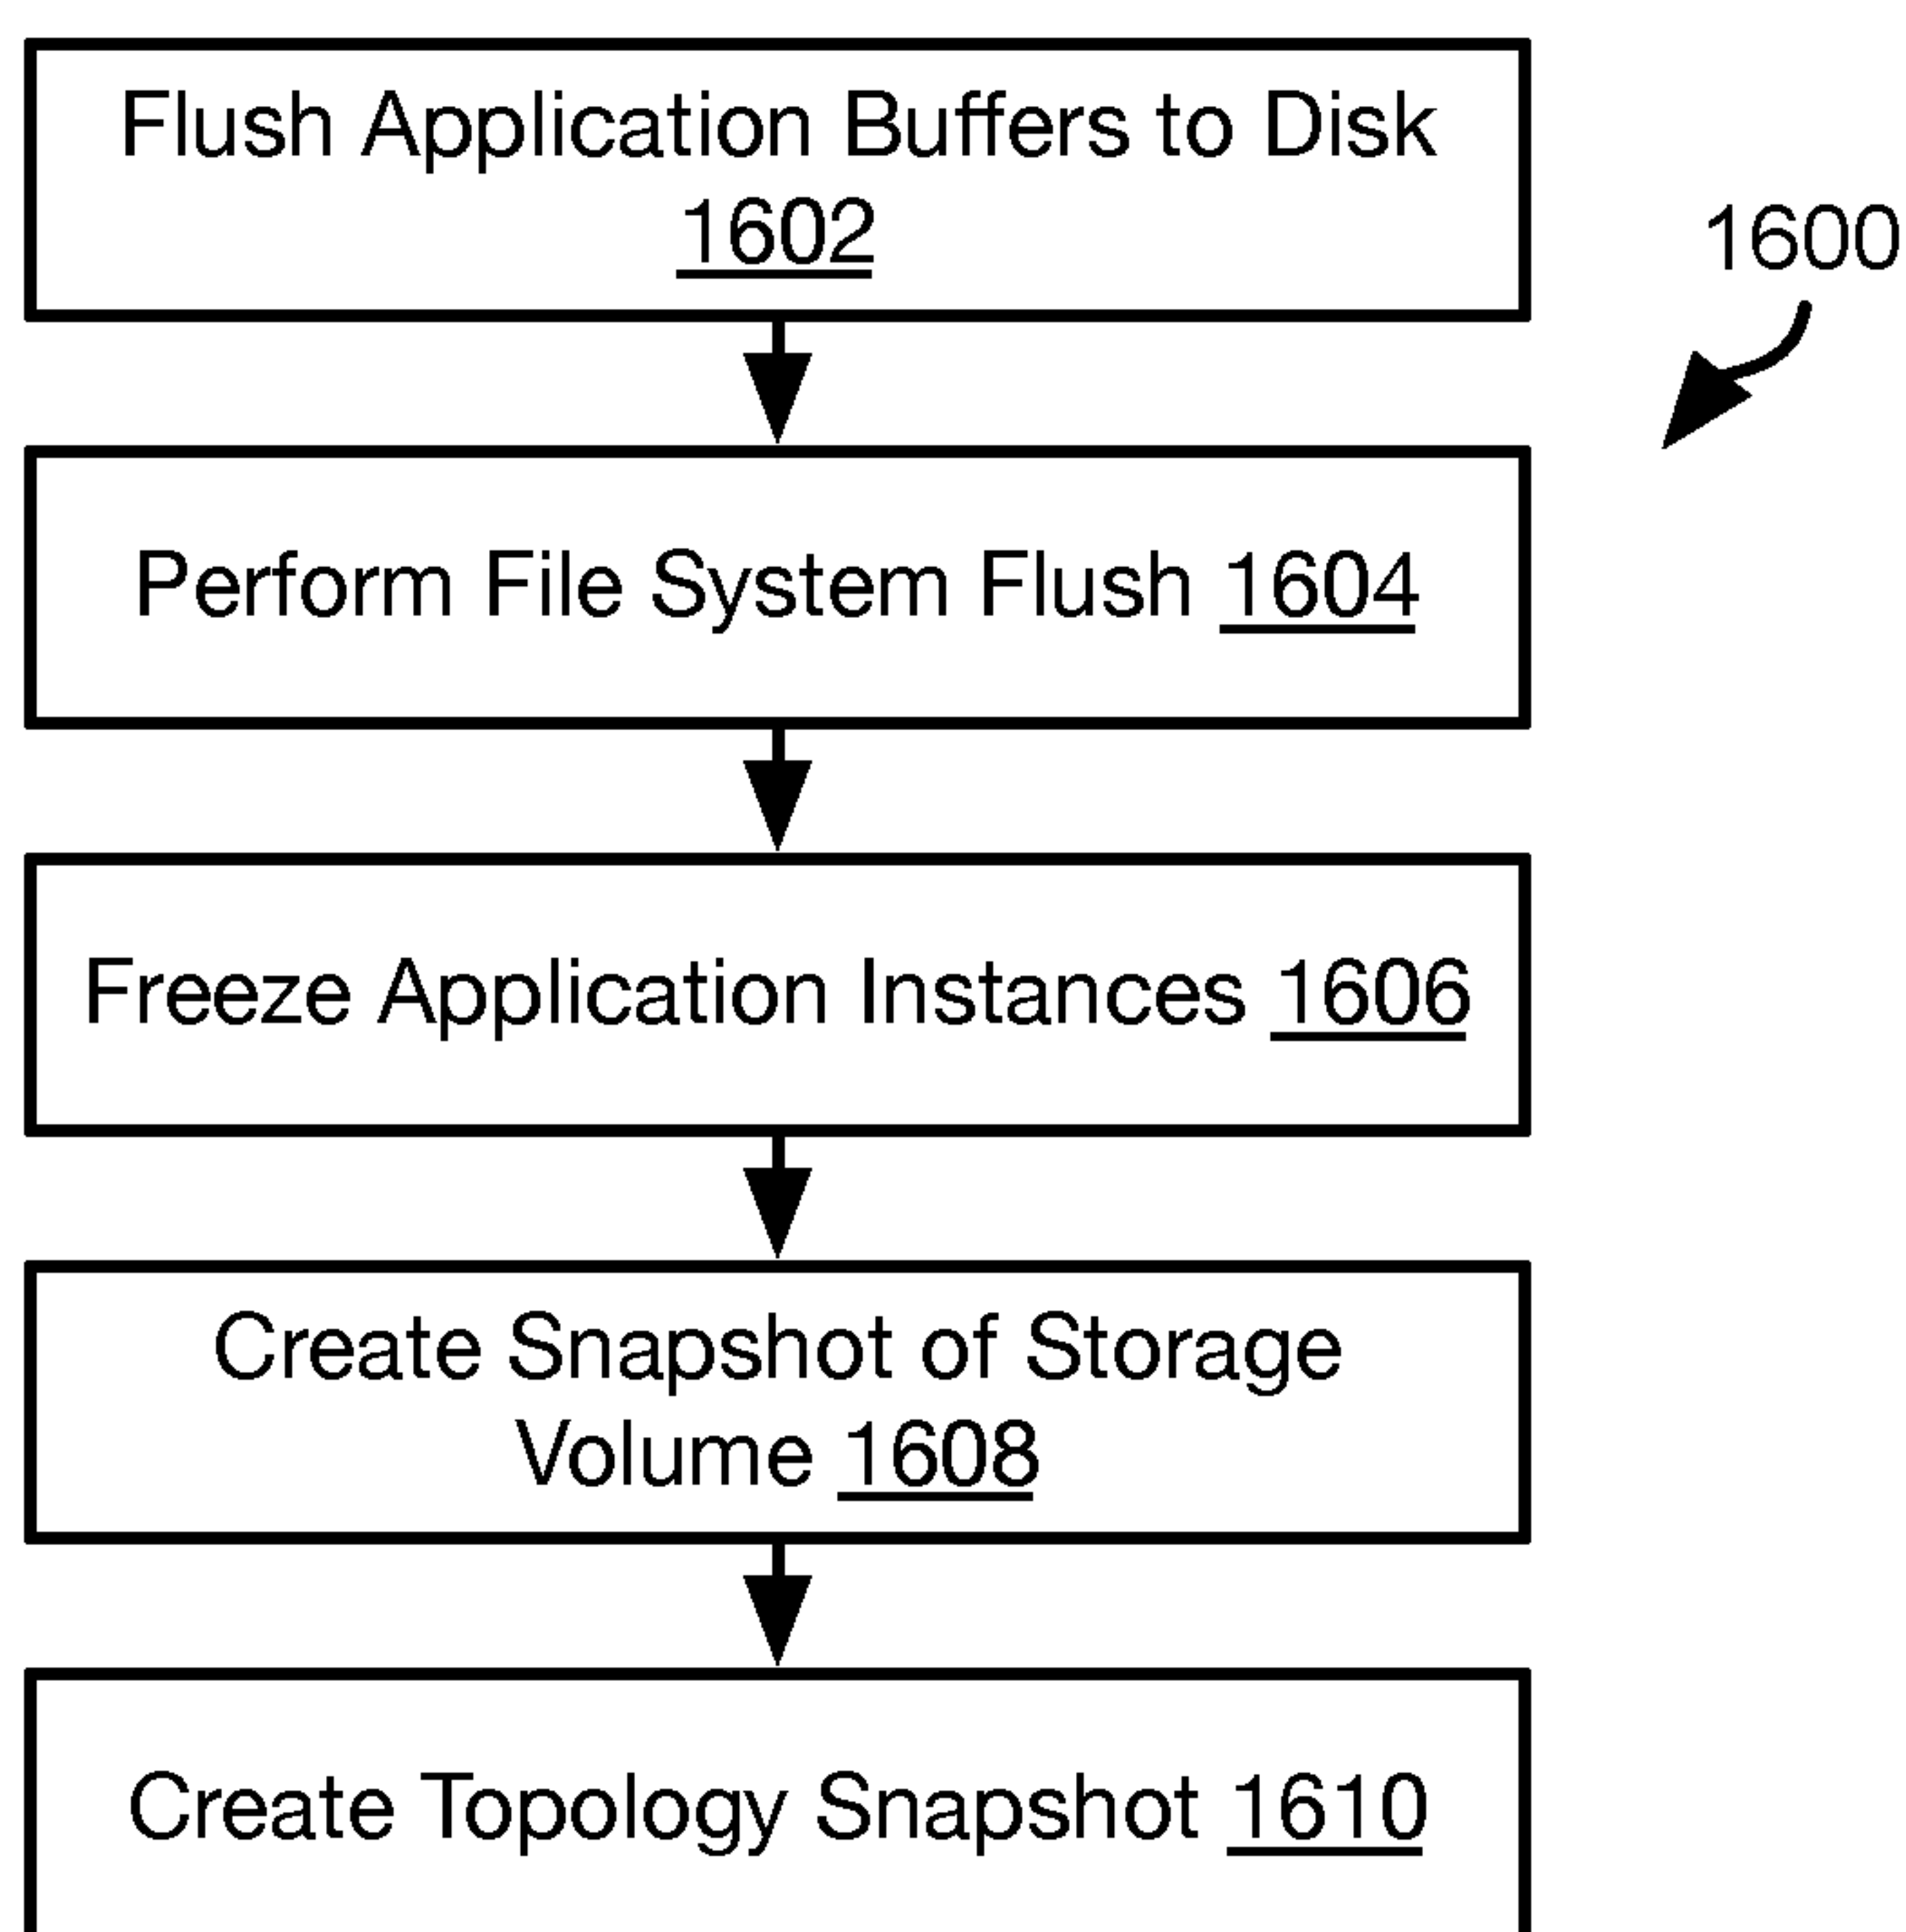 Flush Application Buffers to Disk
1602
1600
Perform File System Flush 1604
Freeze Application Instances 1606
Create Snapshot of Storage
Volume 1608
Create Topology Snapshot 1610